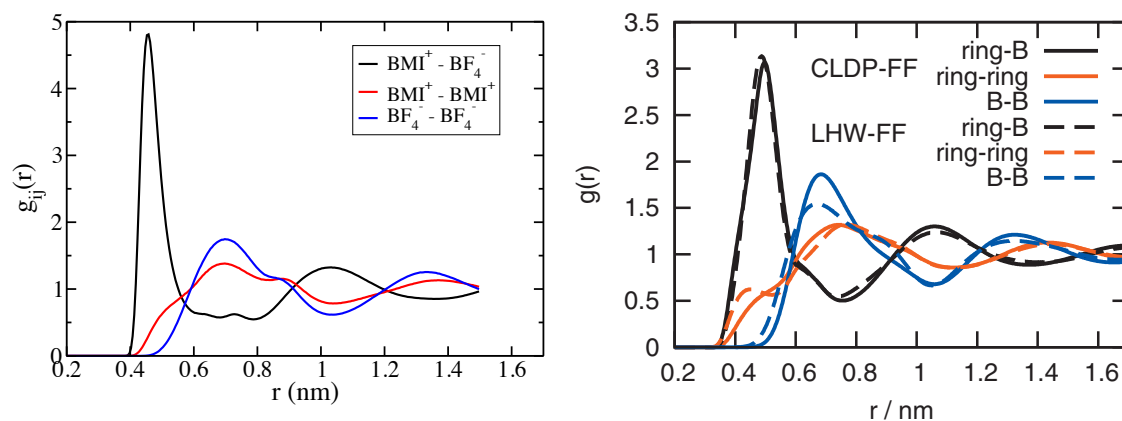 5
4
3
2
1
0
g_ij(r)
BMI⁺ - BF₄⁻
BMI⁺ - BMI⁺
BF₄⁻ - BF₄⁻
0.2 0.4 0.6 0.8 1 1.2 1.4 1.6
r (nm)
3.5
3
2.5
2
1.5
1
0.5
0
g(r)
CLDP-FF
LHW-FF
ring-B
ring-ring
B-B
ring-B
ring-ring
B-B
0.2 0.4 0.6 0.8 1 1.2 1.4 1.6
r / nm